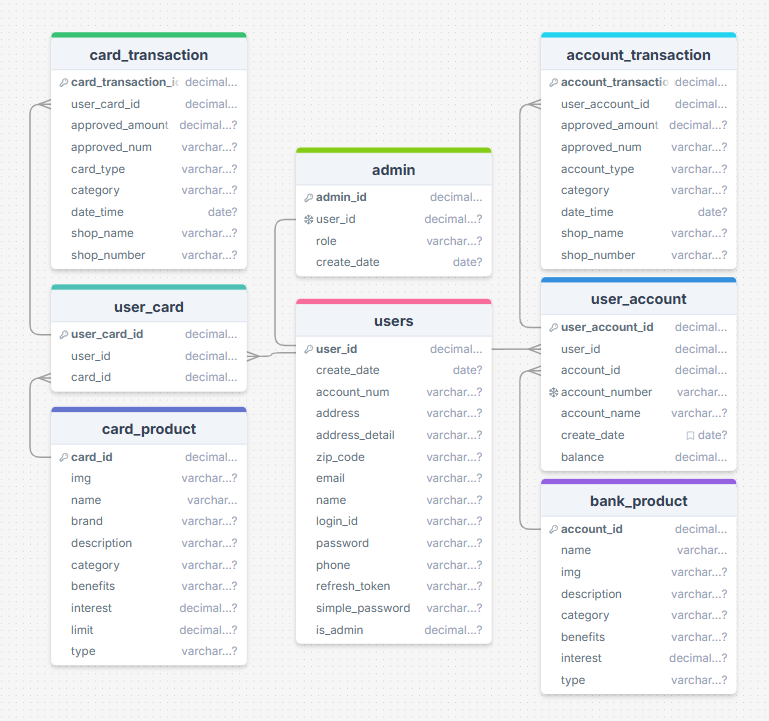 card_transaction
card_transaction_ic decimal...
user_card_id decimal...
approved_amount decimal...?
approved_num varchar...?
card_type varchar...?
category varchar...?
date_time date?
shop_name varchar...?
shop_number varchar...?
user_card
user_card_id decimal...
user_id decimal...
card_id decimal...
card_product
card_id decimal...
img varchar...?
name varchar...
brand varchar...?
description varchar...?
category varchar...?
benefits varchar...?
interest decimal...?
limit decimal...?
type varchar...?
admin
admin_id decimal...
user_id decimal...?
role varchar...?
create_date date?
users
user_id decimal...
create_date date?
account_num varchar...?
address varchar...?
address_detail varchar...?
zip_code varchar...?
email varchar...?
name varchar...?
login_id varchar...?
password varchar...?
phone varchar...?
refresh_token varchar...?
simple_password varchar...?
is_admin decimal...?
account_transaction
account_transactio decimal...
user_account_id decimal...
approved_amount decimal...?
approved_num varchar...?
account_type varchar...?
category varchar...?
date_time date?
shop_name varchar...?
shop_number varchar...?
user_account
user_account_id decimal...
user_id decimal...
account_id decimal...
account_number varchar...
account_name varchar...?
create_date date?
balance decimal...
bank_product
account_id decimal...
name varchar...
img varchar...?
description varchar...?
category varchar...?
benefits varchar...?
interest decimal...?
type varchar...?